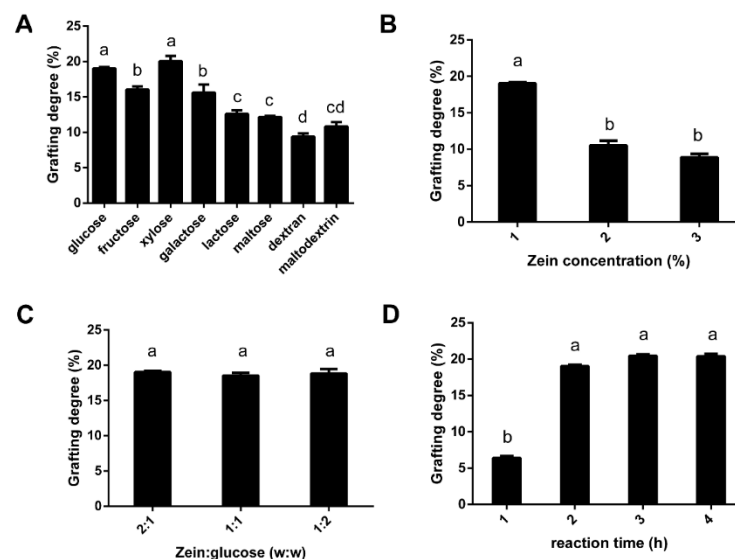 A
Grafting degree (%)
25
20
15
10
5
0
a
b
a
b
c
c
d
cd
glucose
fructose
xylose
galactose
lactose
maltose
dextran
maltodextrin
B
Grafting degree (%)
25
20
15
10
5
0
a
b
b
1
2
3
Zein concentration (%)
C
Grafting degree (%)
25
20
15
10
5
0
a
a
a
2:1
1:1
1:2
Zein:glucose (w:w)
D
Grafting degree (%)
25
20
15
10
5
0
b
a
a
a
1
2
3
4
reaction time (h)